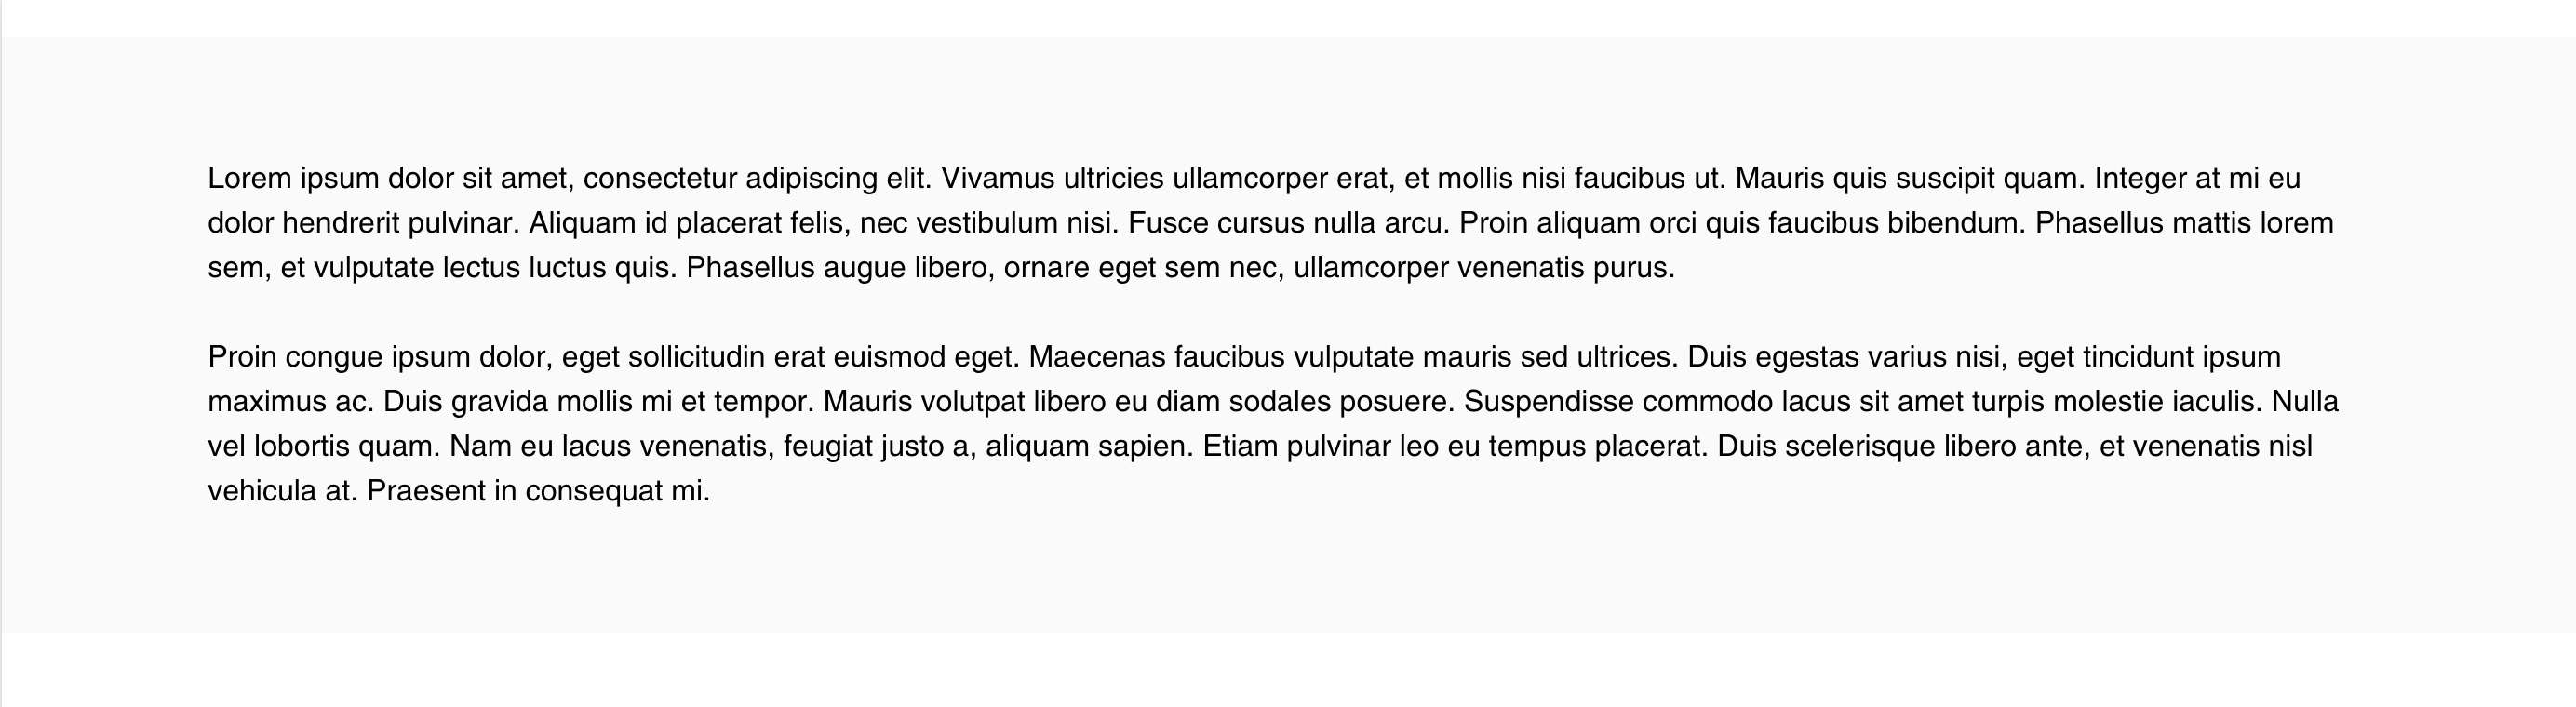 Lorem ipsum dolor sit amet, consectetur adipiscing elit. Vivamus ultricies ullamcorper erat, et mollis nisi faucibus ut. Mauris quis suscipit quam. Integer at mi eu
dolor hendrerit pulvinar. Aliquam id placerat felis, nec vestibulum nisi. Fusce cursus nulla arcu. Proin aliquam orci quis faucibus bibendum. Phasellus mattis lorem
sem, et vulputate lectus luctus quis. Phasellus augue libero, ornare eget sem nec, ullamcorper venenatis purus.
Proin congue ipsum dolor, eget sollicitudin erat euismod eget. Maecenas faucibus vulputate mauris sed ultrices. Duis egestas varius nisi, eget tincidunt ipsum
maximus ac. Duis gravida mollis mi et tempor. Mauris volutpat libero eu diam sodales posuere. Suspendisse commodo lacus sit amet turpis molestie iaculis. Nulla
vel lobortis quam. Nam eu lacus venenatis, feugiat justo a, aliquam sapien. Etiam pulvinar leo eu tempus placerat. Duis scelerisque libero ante, et venenatis nisl
vehicula at. Praesent in consequat mi.